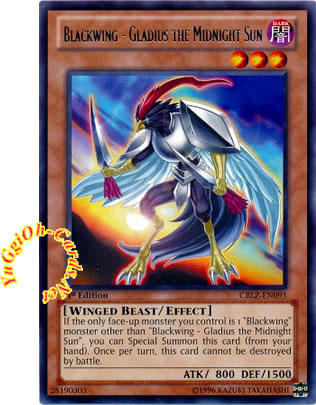 Blackwing - Gladius the Midnight Sun
DARK
闇
YuGgiOh-Cards.Net
1st Edition
CBLZ-EN095
[Winged Beast/Effect]
If the only face-up monster you control is 1 "Blackwing"
monster other than "Blackwing - Gladius the Midnight
Sun", you can Special Summon this card (from your
hand). Once per turn, this card cannot be destroyed
by battle.
ATK/ 800 DEF/1500
28190303
©1996 KAZUKI TAKAHASHI